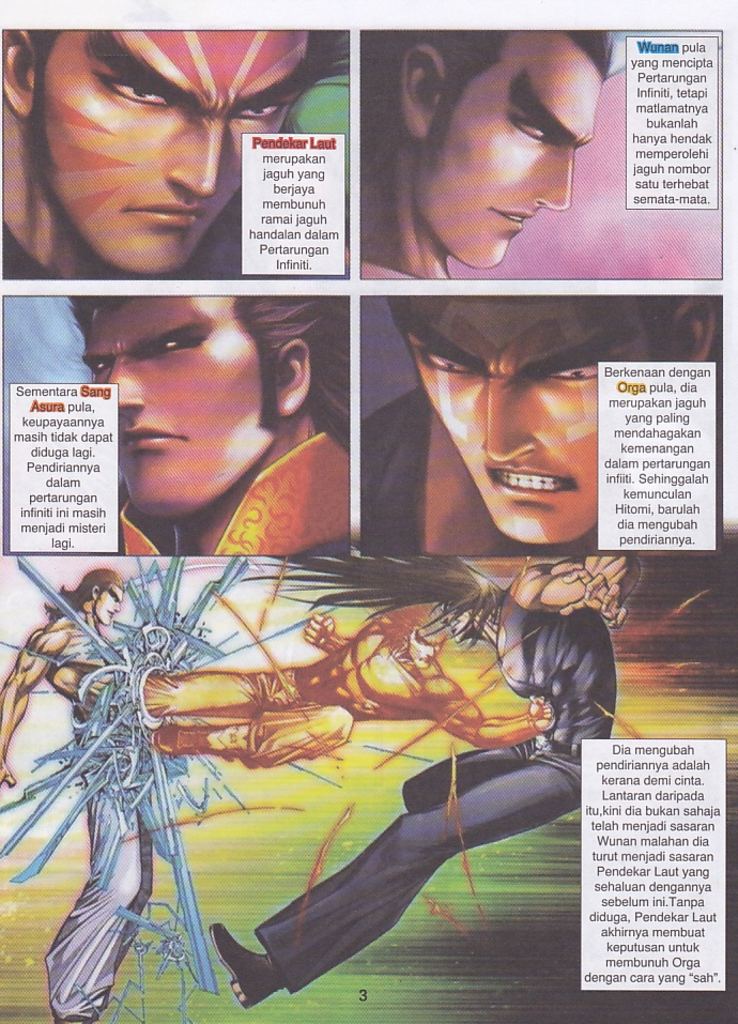 Pendekar Laut
merupakan
jaguh yang
berjaya
membunuh
ramai jaguh
handalan dalam
Pertarungan
Infiniti.
Wunan pula
yang mencipta
Pertarungan
Infiniti, tetapi
matlamatnya
bukanlah
hanya hendak
memperolehi
jaguh nombor
satu terhebat
semata-mata.
Sementara Sang
Asura pula,
keupayaannya
masih tidak dapat
diduga lagi.
Pendiriannya
dalam
pertarungan
infiniti ini masih
menjadi misteri
lagi.
Berkenaan dengan
Orga pula, dia
merupakan jaguh
yang paling
mendahagakan
kemenangan
dalam pertarungan
infiiti. Sehinggalah
kemunculan
Hitomi, barulah
dia mengubah
pendiriannya.
Dia mengubah
pendiriannya adalah
kerana demi cinta.
Lantaran daripada
itu,kini dia bukan sahaja
telah menjadi sasaran
Wunan malahan dia
turut menjadi sasaran
Pendekar Laut yang
sehaluan dengannya
sebelum ini.Tanpa
diduga, Pendekar Laut
akhirnya membuat
keputusan untuk
membunuh Orga
dengan cara yang "sah".
3